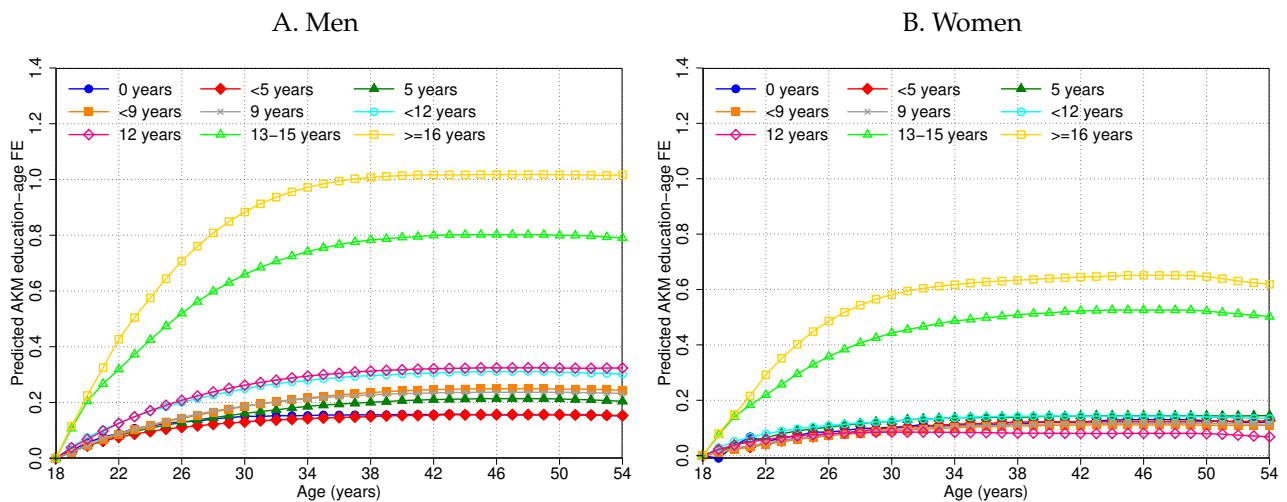 A. Men
Predicted AKM education−age FE
1.4
1.2
1.0
0.8
0.6
0.4
0.2
0.0
0 years <5 years 5 years
<9 years 9 years <12 years
12 years 13−15 years >=16 years
18 22 26 30 34 38 42 46 50 54
Age (years)
B. Women
Predicted AKM education−age FE
1.4
1.2
1.0
0.8
0.6
0.4
0.2
0.0
0 years <5 years 5 years
<9 years 9 years <12 years
12 years 13−15 years >=16 years
18 22 26 30 34 38 42 46 50 54
Age (years)